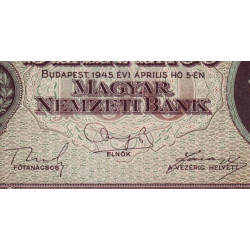 BUDAPEST, 1945. ÉVI ÁPRILIS HÓ 5-ÉN
MAGYAR
NEMZETI BANK
FŐTANÁCSOS
ELNÖK
A VEZÉRIG. HELYETT